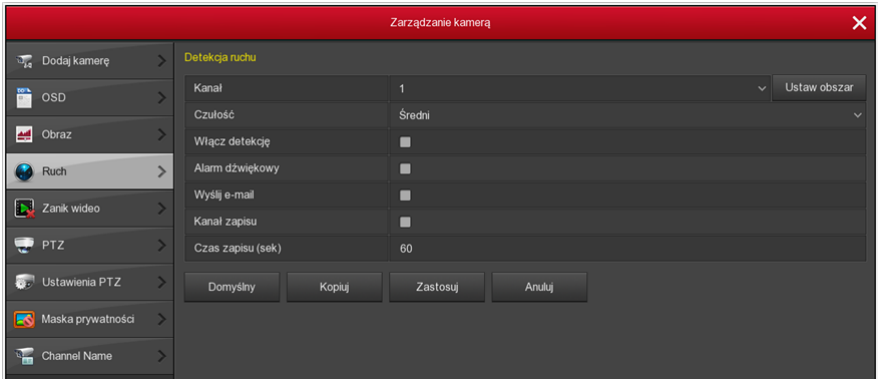 Zarządzanie kamerą
Dodaj kamerę
OSD
Obraz
Ruch
Zanik wideo
PTZ
Ustawienia PTZ
Maska prywatności
Channel Name
Detekcja ruchu
Kanał 1 Ustaw obszar
Czułość Średni
Włącz detekcję
Alarm dźwiękowy
Wyślij e-mail
Kanał zapisu
Czas zapisu (sek) 60
Domyślny Kopiuj Zastosuj Anuluj